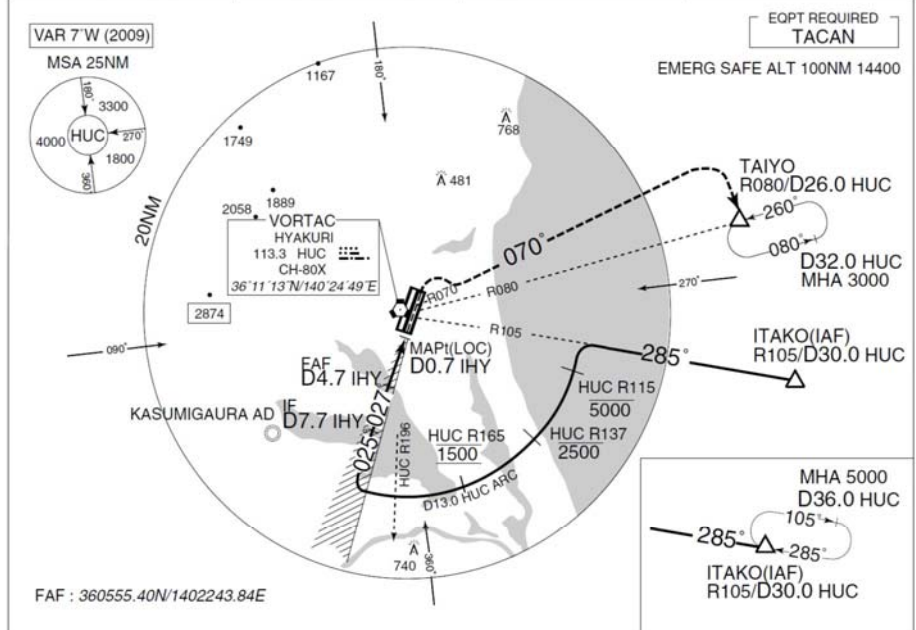 VAR 7°W (2009)
MSA 25NM
180°
3300
4000
HUC
270°
1800
360°
EQPT REQUIRED
TACAN
EMERG SAFE ALT 100NM 14400
1167
180°
768
1749
481
1889
2058
20NM
VORTAC
HYAKURI
113.3 HUC
CH-80X
36°11´13˝N/140°24´49˝E
2874
090°
070°
R070
R080
R105
TAIYO
R080/D26.0 HUC
260°
080°
D32.0 HUC
MHA 3000
270°
ITAKO(IAF)
R105/D30.0 HUC
285°
MAPt(LOC)
D0.7 IHY
FAF
D4.7 IHY
IF
D7.7 IHY
KASUMIGAURA AD
025°
027°
HUC R196
HUC R115
5000
HUC R137
2500
HUC R165
1500
D13.0 HUC ARC
740
360°
FAF : 360555.40N/1402243.84E
MHA 5000
D36.0 HUC
105°
285°
285°
ITAKO(IAF)
R105/D30.0 HUC